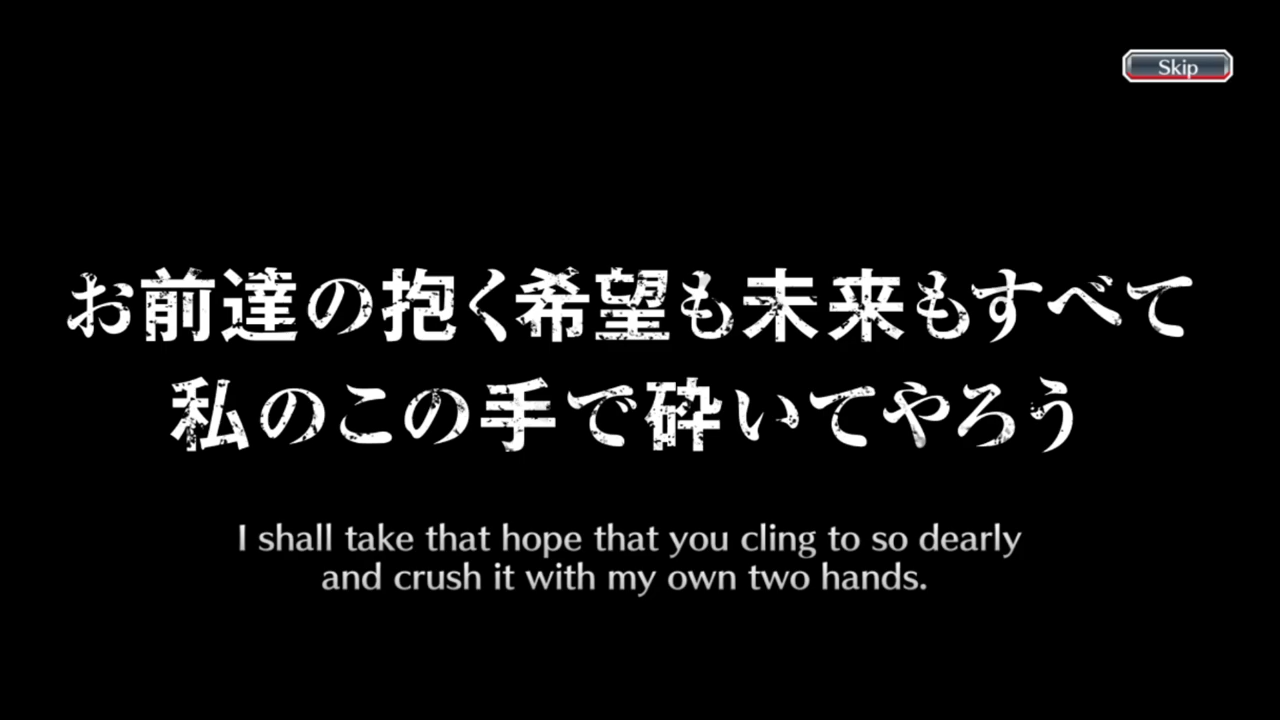 Skip
お前達の抱く希望も未来もすべて
私のこの手で砕いてやろう
I shall take that hope that you cling to so dearly
and crush it with my own two hands.